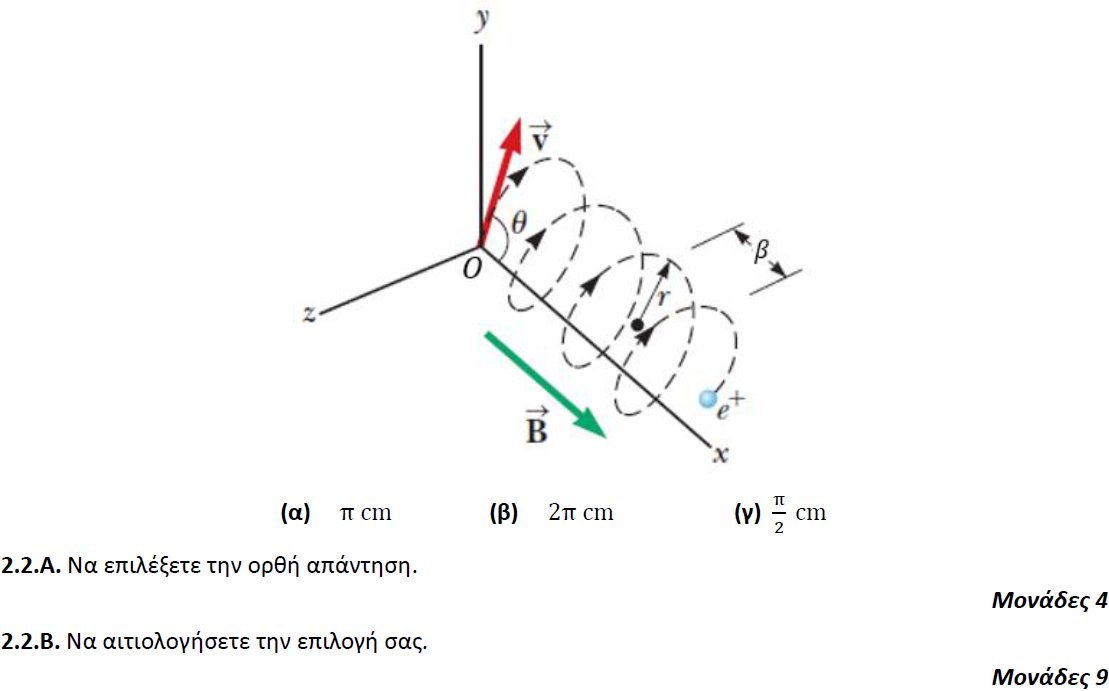 y
v
θ
O
β
r
z
B
e⁺
x
(α) π cm (β) 2π cm (γ) π/2 cm
2.2.Α. Να επιλέξετε την ορθή απάντηση.
Μονάδες 4
2.2.Β. Να αιτιολογήσετε την επιλογή σας.
Μονάδες 9